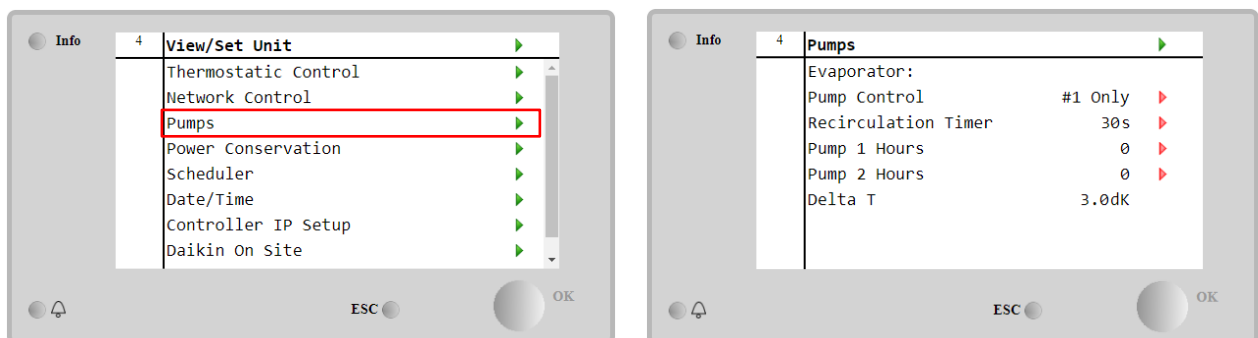 Info
4
View/Set Unit
Thermostatic Control
Network Control
Pumps
Power Conservation
Scheduler
Date/Time
Controller IP Setup
Daikin On Site
ESC
OK
Info
4
Pumps
Evaporator:
Pump Control #1 Only
Recirculation Timer 30s
Pump 1 Hours 0
Pump 2 Hours 0
Delta T 3.0dK
ESC
OK